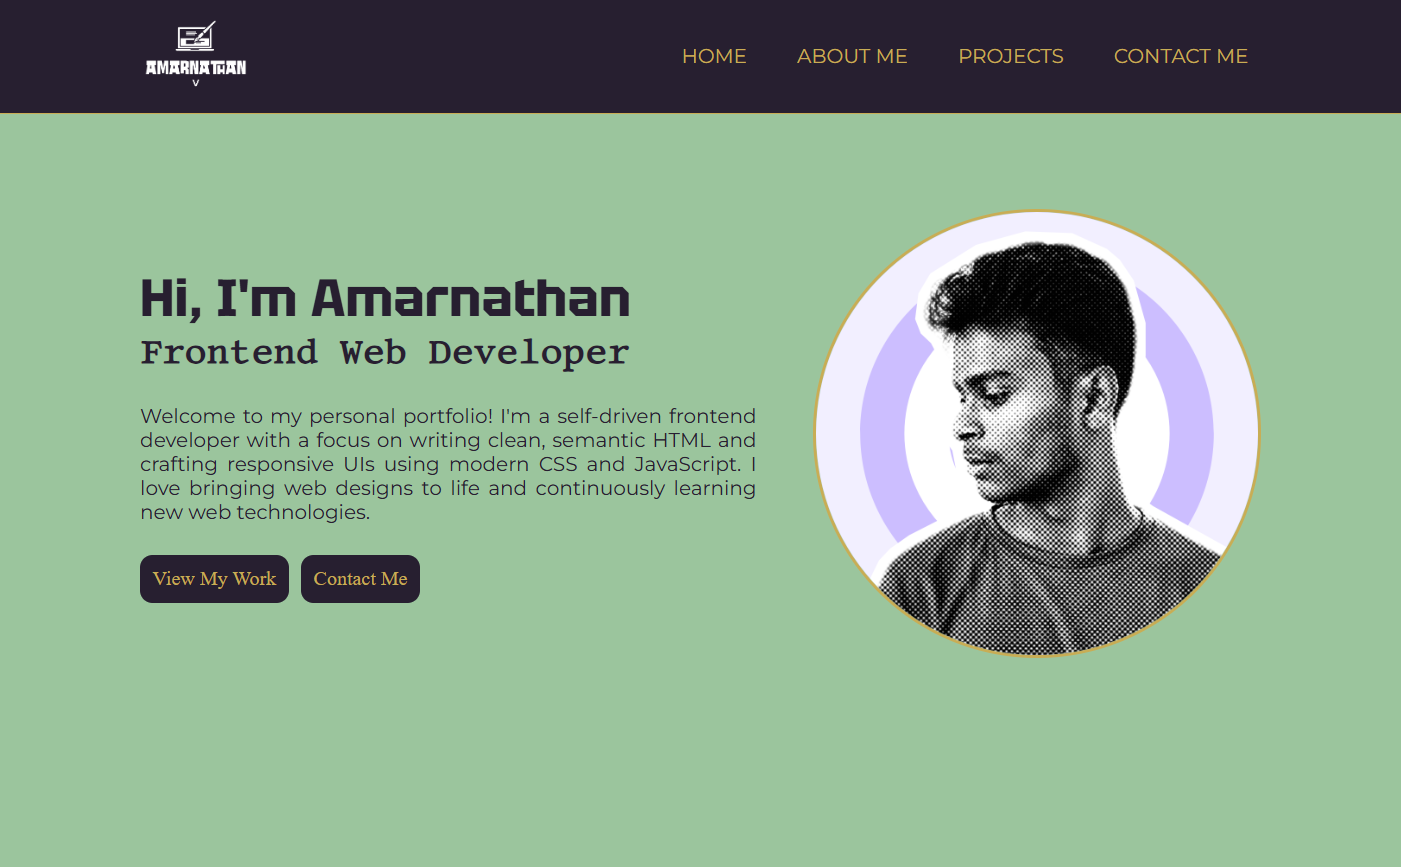 AMARNATHAN
V
HOME ABOUT ME PROJECTS CONTACT ME
Hi, I'm Amarnathan
Frontend Web Developer
Welcome to my personal portfolio! I'm a self-driven frontend
developer with a focus on writing clean, semantic HTML and
crafting responsive UIs using modern CSS and JavaScript. I
love bringing web designs to life and continuously learning
new web technologies.
View My Work Contact Me